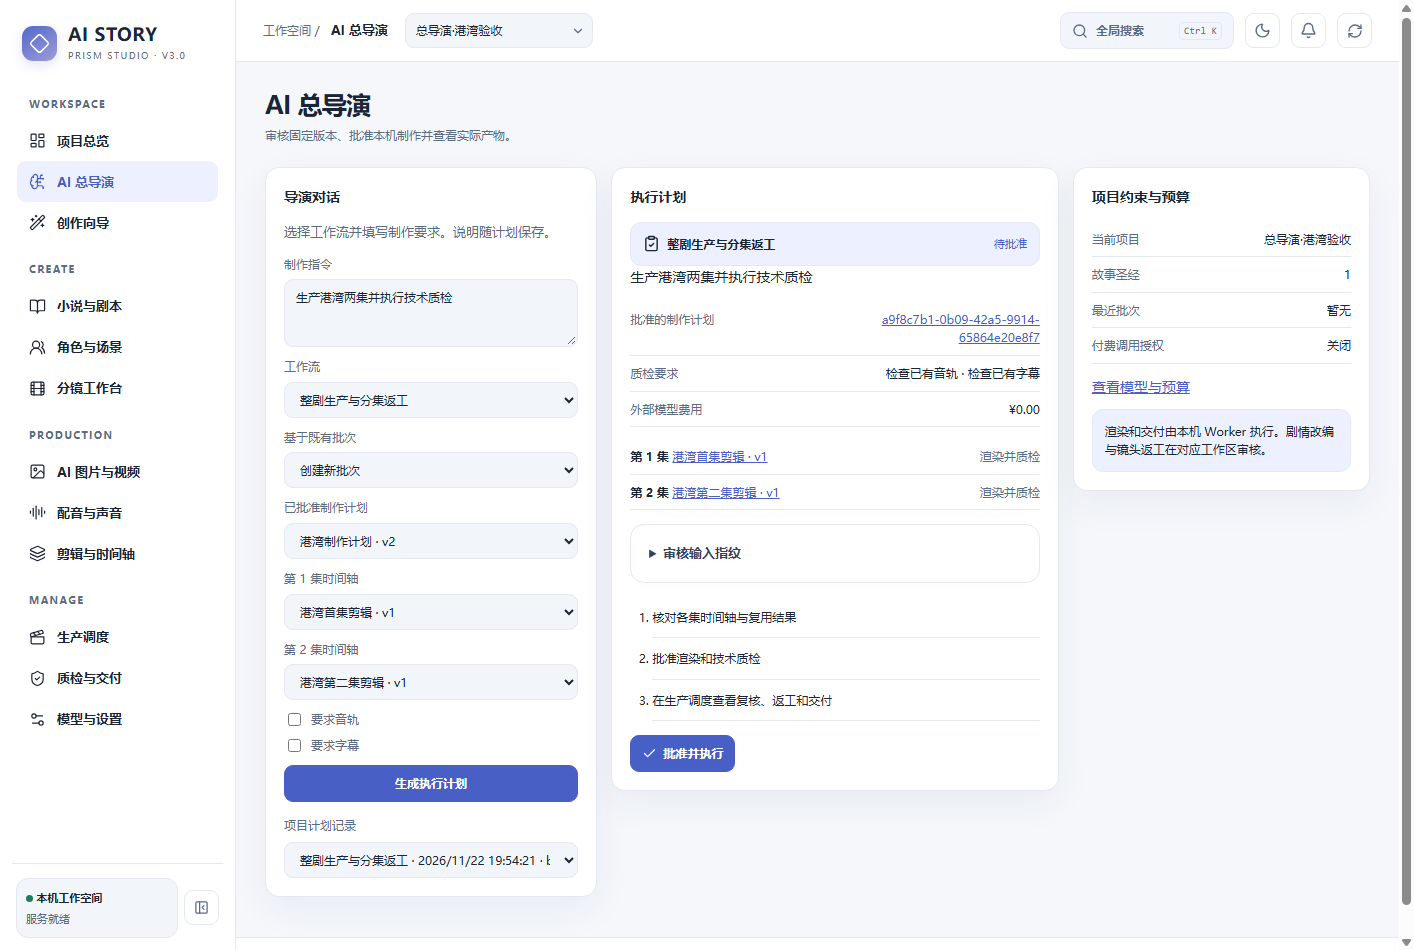 AI STORY
PRISM STUDIO · V3.0
WORKSPACE
项目总览
AI 总导演
创作向导
CREATE
小说与剧本
角色与场景
分镜工作台
PRODUCTION
AI 图片与视频
配音与声音
剪辑与时间轴
MANAGE
生产调度
质检与交付
模型与设置
本机工作空间
服务就绪
工作空间 / AI 总导演
总导演·港湾验收
全局搜索 Ctrl K
AI 总导演
审核固定版本、批准本机制作并查看实际产物。
导演对话
选择工作流并填写制作要求。说明随计划保存。
制作指令
生产港湾两集并执行技术质检
工作流
整剧生产与分集返工
基于既有批次
创建新批次
已批准制作计划
港湾制作计划 · v2
第 1 集时间轴
港湾首集剪辑 · v1
第 2 集时间轴
港湾第二集剪辑 · v1
要求音轨
要求字幕
生成执行计划
项目计划记录
整剧生产与分集返工 · 2026/11/22 19:54:21 ·
执行计划
整剧生产与分集返工 待批准
生产港湾两集并执行技术质检
批准的制作计划 a9f8c7b1-0b09-42a5-9914-
65864e20e8f7
质检要求 检查已有音轨 · 检查已有字幕
外部模型费用 ¥0.00
第 1 集 港湾首集剪辑 · v1 渲染并质检
第 2 集 港湾第二集剪辑 · v1 渲染并质检
审核输入指纹
1. 核对各集时间轴与复用结果
2. 批准渲染和技术质检
3. 在生产调度查看复核、返工和交付
批准并执行
项目约束与预算
当前项目 总导演·港湾验收
故事圣经 1
最近批次 暂无
付费调用授权 关闭
查看模型与预算
渲染和交付由本机 Worker 执行。剧情改编
与镜头返工在对应工作区审核。